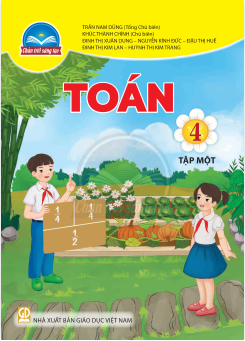 TRẦN NAM DŨNG (Tổng Chủ biên)
KHÚC THÀNH CHÍNH (Chủ biên)
ĐINH THỊ XUÂN DUNG – NGUYỄN KÍNH ĐỨC – ĐẬU THỊ HUẾ
ĐINH THỊ KIM LAN – HUỲNH THỊ KIM TRANG
Chân trời sáng tạo
TOÁN
4
TẬP MỘT
1/4
1/4
1/2
NHÀ XUẤT BẢN GIÁO DỤC VIỆT NAM